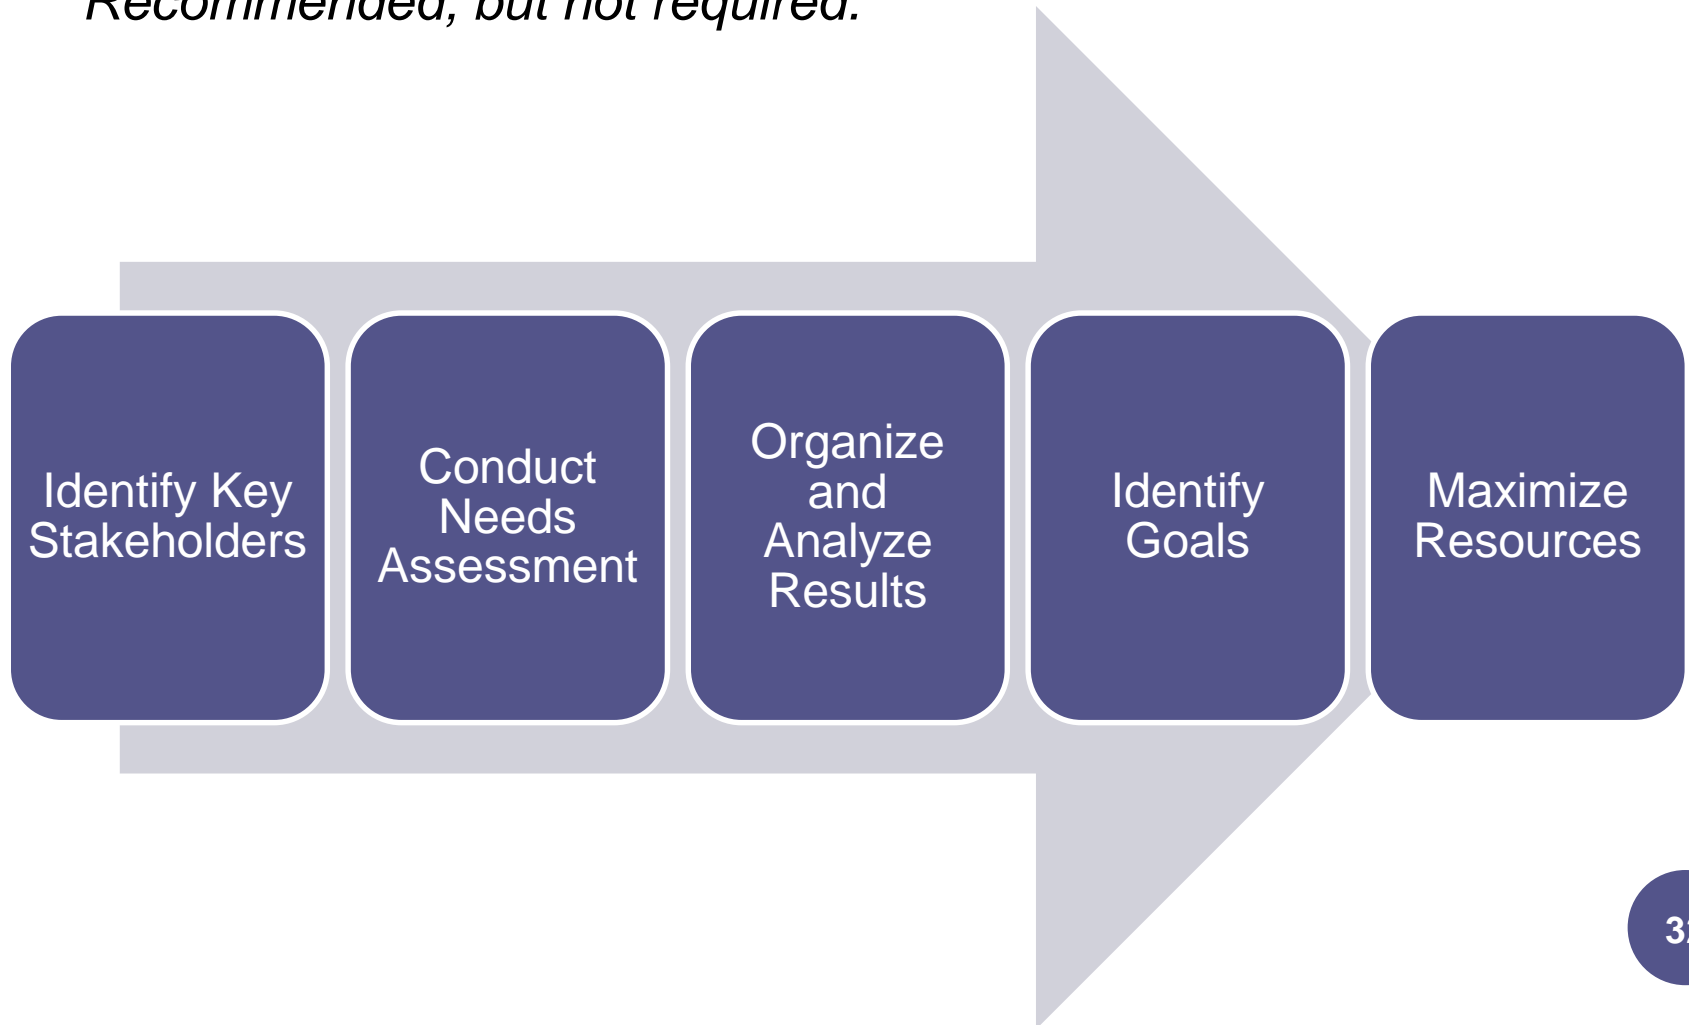 Recommended, but not required.
Identify Key
Stakeholders
Conduct
Needs
Assessment
Organize
and
Analyze
Results
Identify
Goals
Maximize
Resources